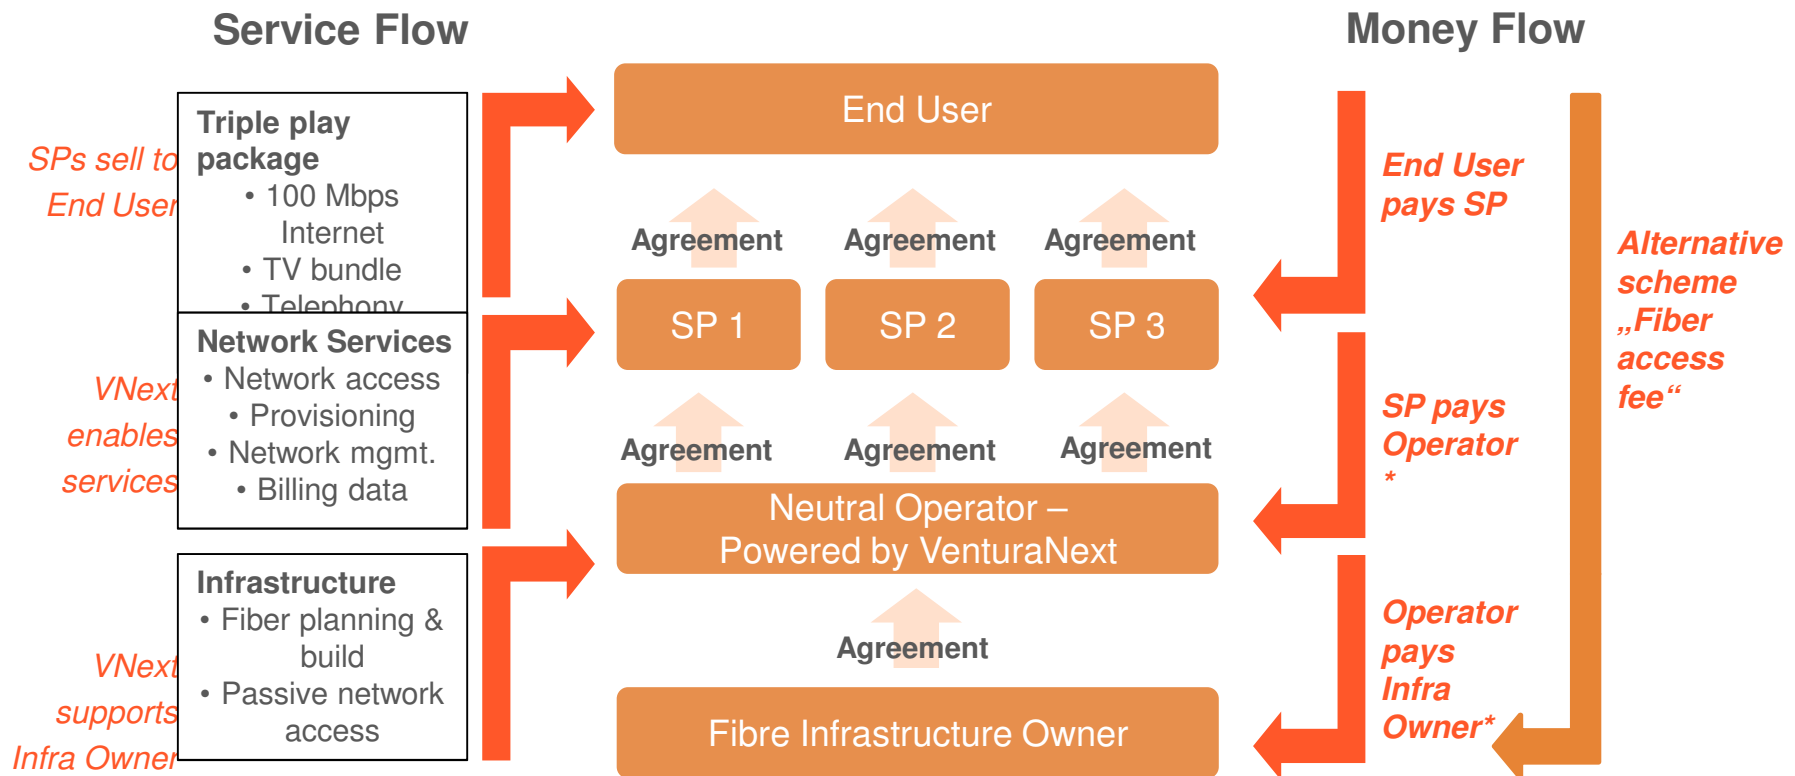 Service Flow
Money Flow
SPs sell to
End User
Triple play
package
• 100 Mbps
Internet
• TV bundle
• Telephony
VNext
enables
services
Network Services
• Network access
• Provisioning
• Network mgmt.
• Billing data
VNext
supports
Infra Owner
Infrastructure
• Fiber planning &
build
• Passive network
access
End User
Agreement
Agreement
Agreement
SP 1
SP 2
SP 3
Agreement
Agreement
Agreement
Neutral Operator –
Powered by VenturaNext
Agreement
Fibre Infrastructure Owner
End User
pays SP
SP pays
Operator
*
Operator
pays
Infra
Owner*
Alternative
scheme
„Fiber
access
fee“